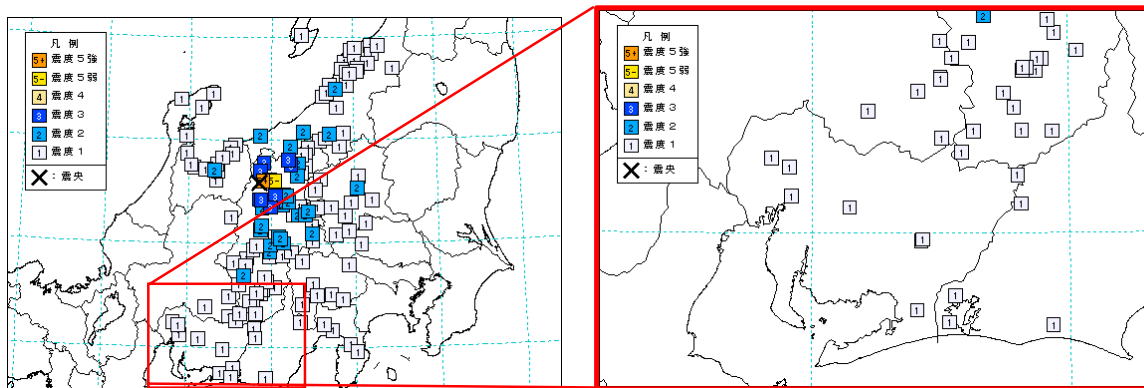 凡 例
5+ 震度５強
5- 震度５弱
4 震度４
3 震度３
2 震度２
1 震度１
：震央
凡 例
5+ 震度５強
5- 震度５弱
4 震度４
3 震度３
2 震度２
1 震度１
：震央